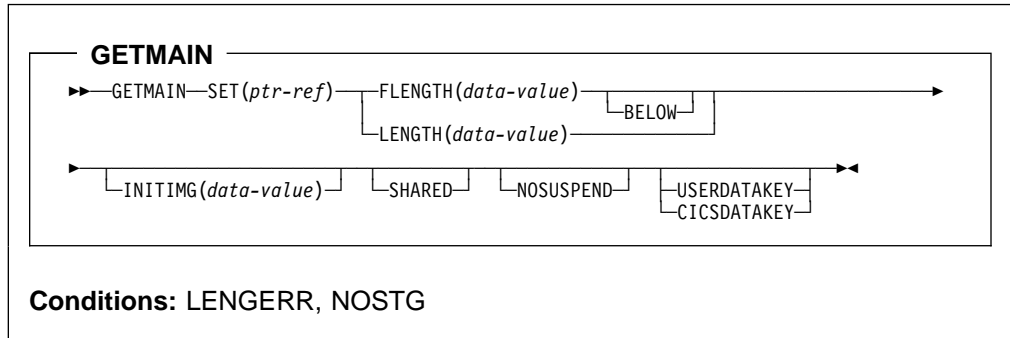 GETMAIN
GETMAIN SET(ptr-ref) FLENGTH(data-value) BELOW
LENGTH(data-value)
INITIMG(data-value) SHARED NOSUSPEND USERDATAKEY
CICSDATAKEY
Conditions: LENGERR, NOSTG